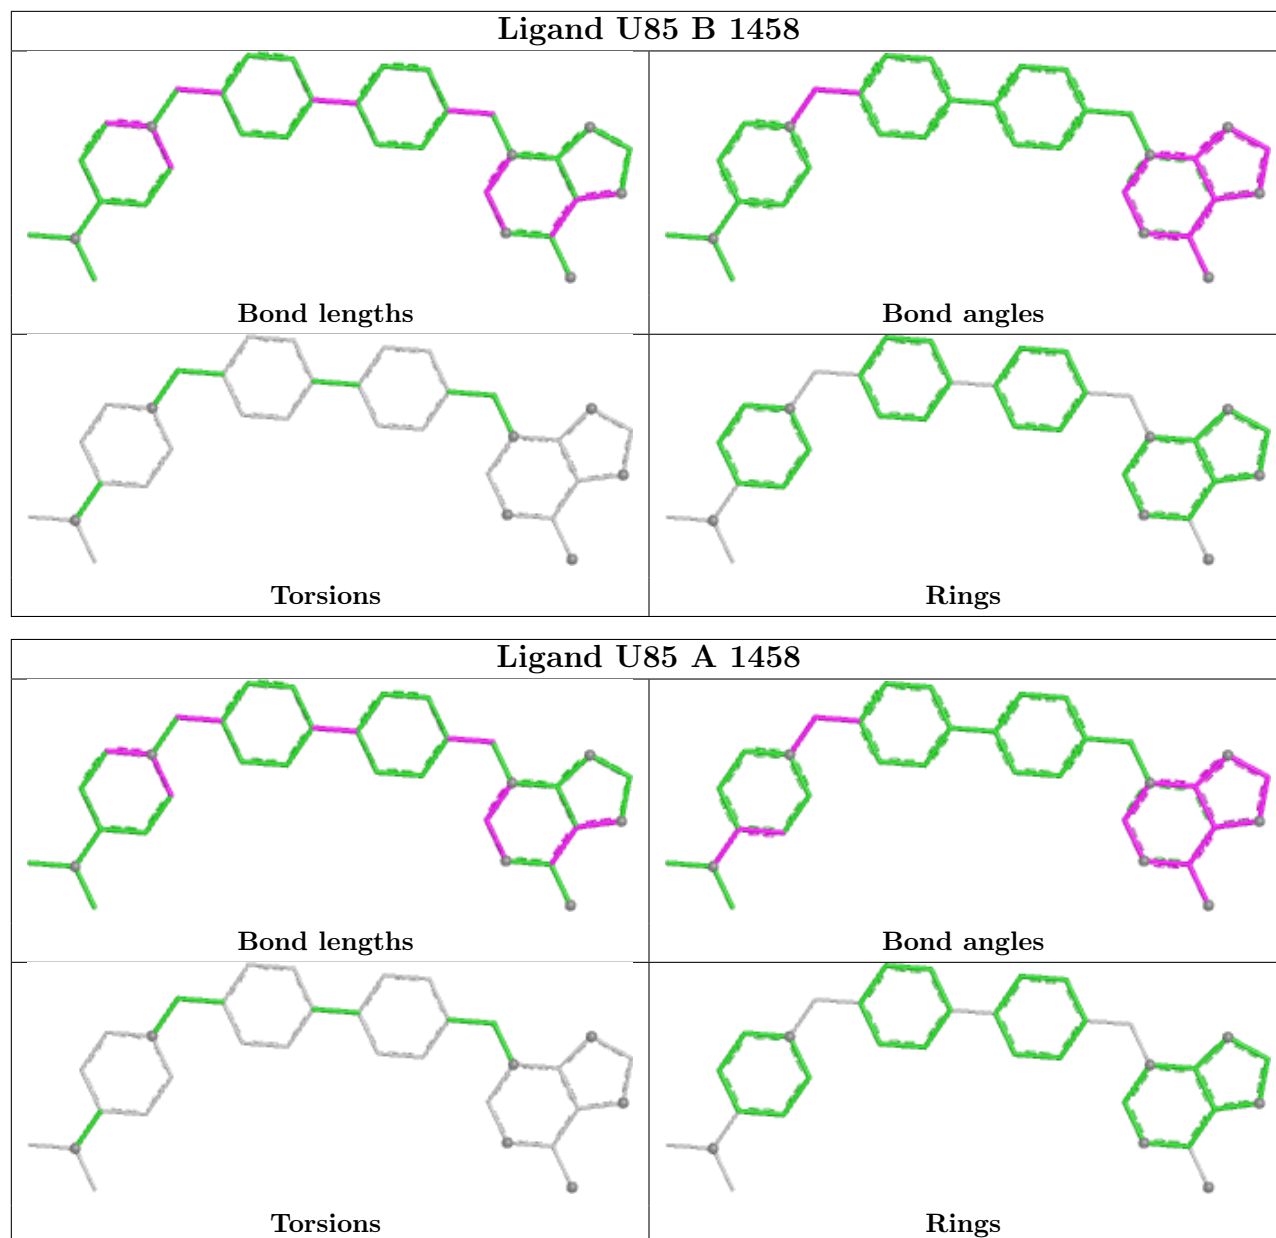 Ligand U85 B 1458
Bond lengths
Bond angles
Torsions
Rings
Ligand U85 A 1458
Bond lengths
Bond angles
Torsions
Rings